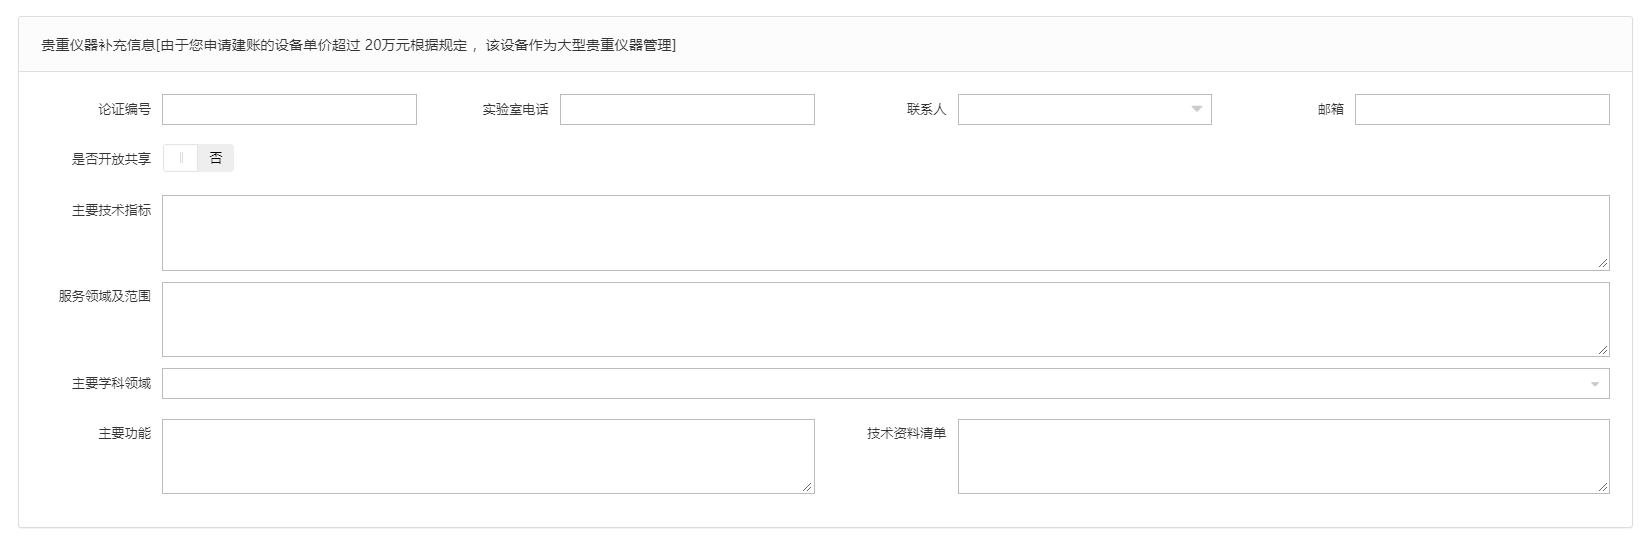 贵重仪器补充信息[由于您申请建账的设备单价超过 20万元根据规定 ，该设备作为大型贵重仪器管理]
论证编号 实验室电话 联系人 邮箱
是否开放共享 否
主要技术指标
服务领域及范围
主要学科领域
主要功能 技术资料清单